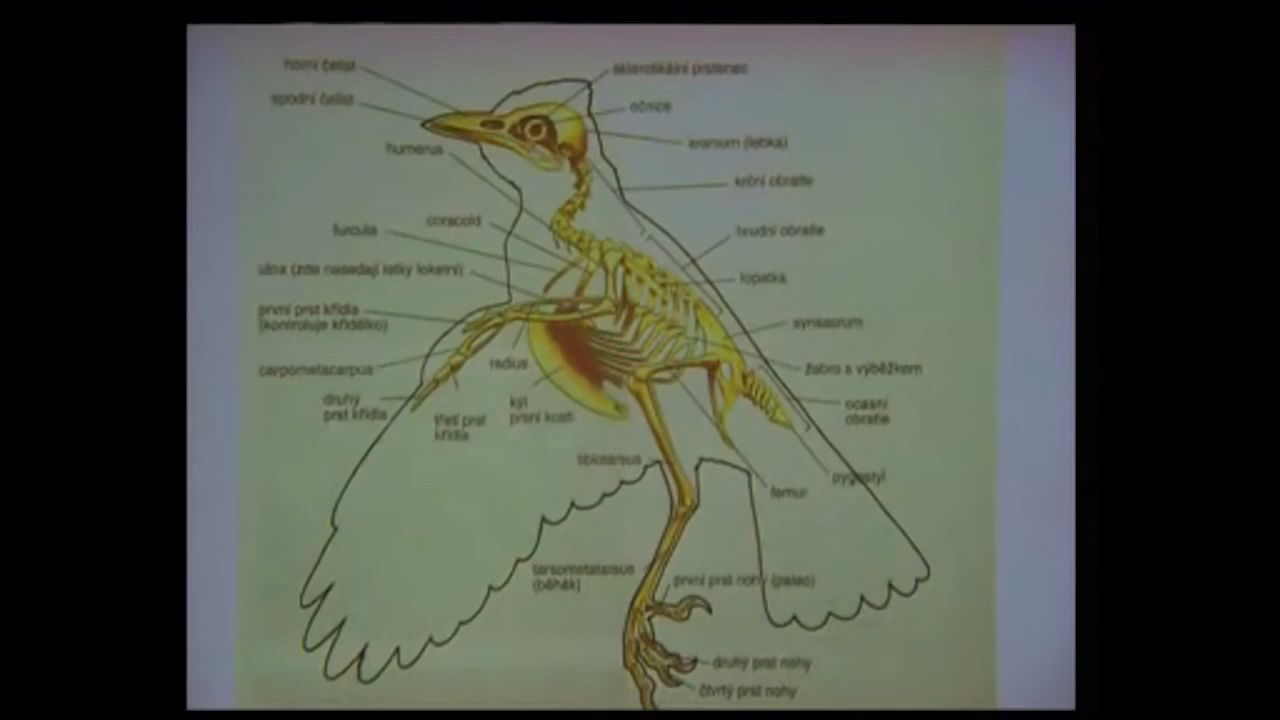 horní čelist
sklerotikální prstenec
spodní čelist
očnice
humerus
kranium (lebka)
krční obratle
coracoid
furcula
hrudní obratle
ulna (zde nasedají letky loketní)
lopatka
první prst křídla
(kontroluje křidélko)
synsacrum
carpometacarpus
radius
žebro s výběžkem
druhý
prst křídla
kýl
prsní kosti
ocasní
obratle
třetí prst
křídla
tibiotarsus
pygostyl
femur
tarsometatarsus
(běhák)
první prst nohy (palec)
druhý prst nohy
čtvrtý prst nohy